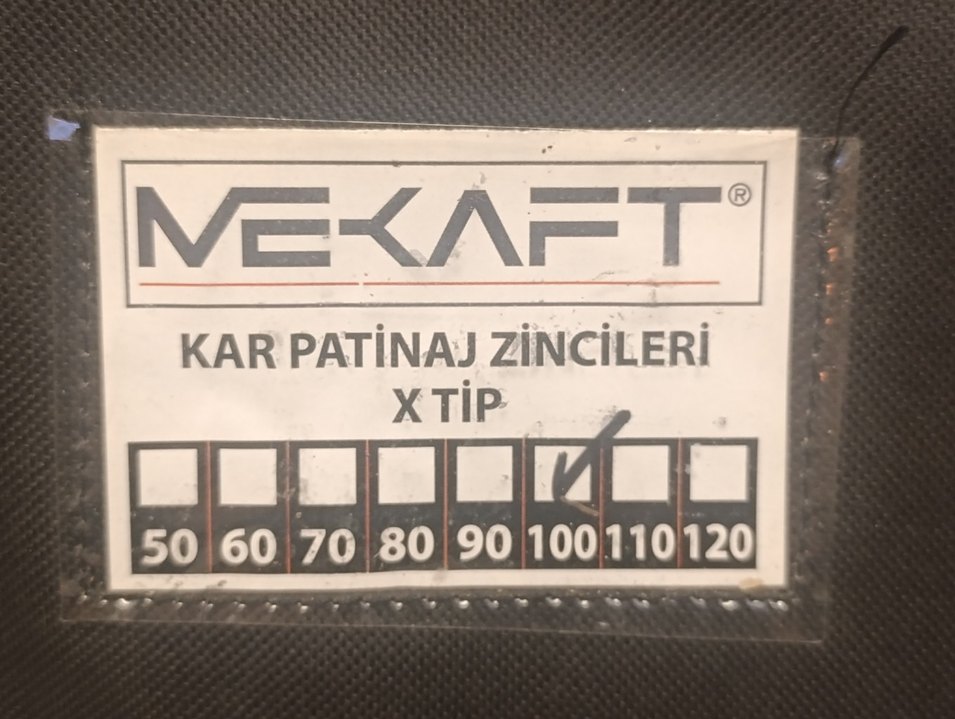 MEKAFT®
KAR PATİNAJ ZİNCİLERİ
X TİP
50 60 70 80 90 100 110 120